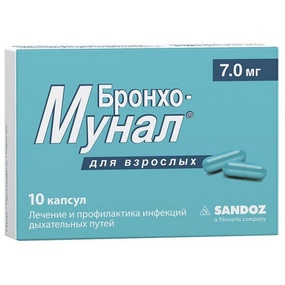 7.0 мг
Бронхо-
Мунал®
для взрослых
10 капсул
Лечение и профилактика инфекций
дыхательных путей
SANDOZ
a Novartis company